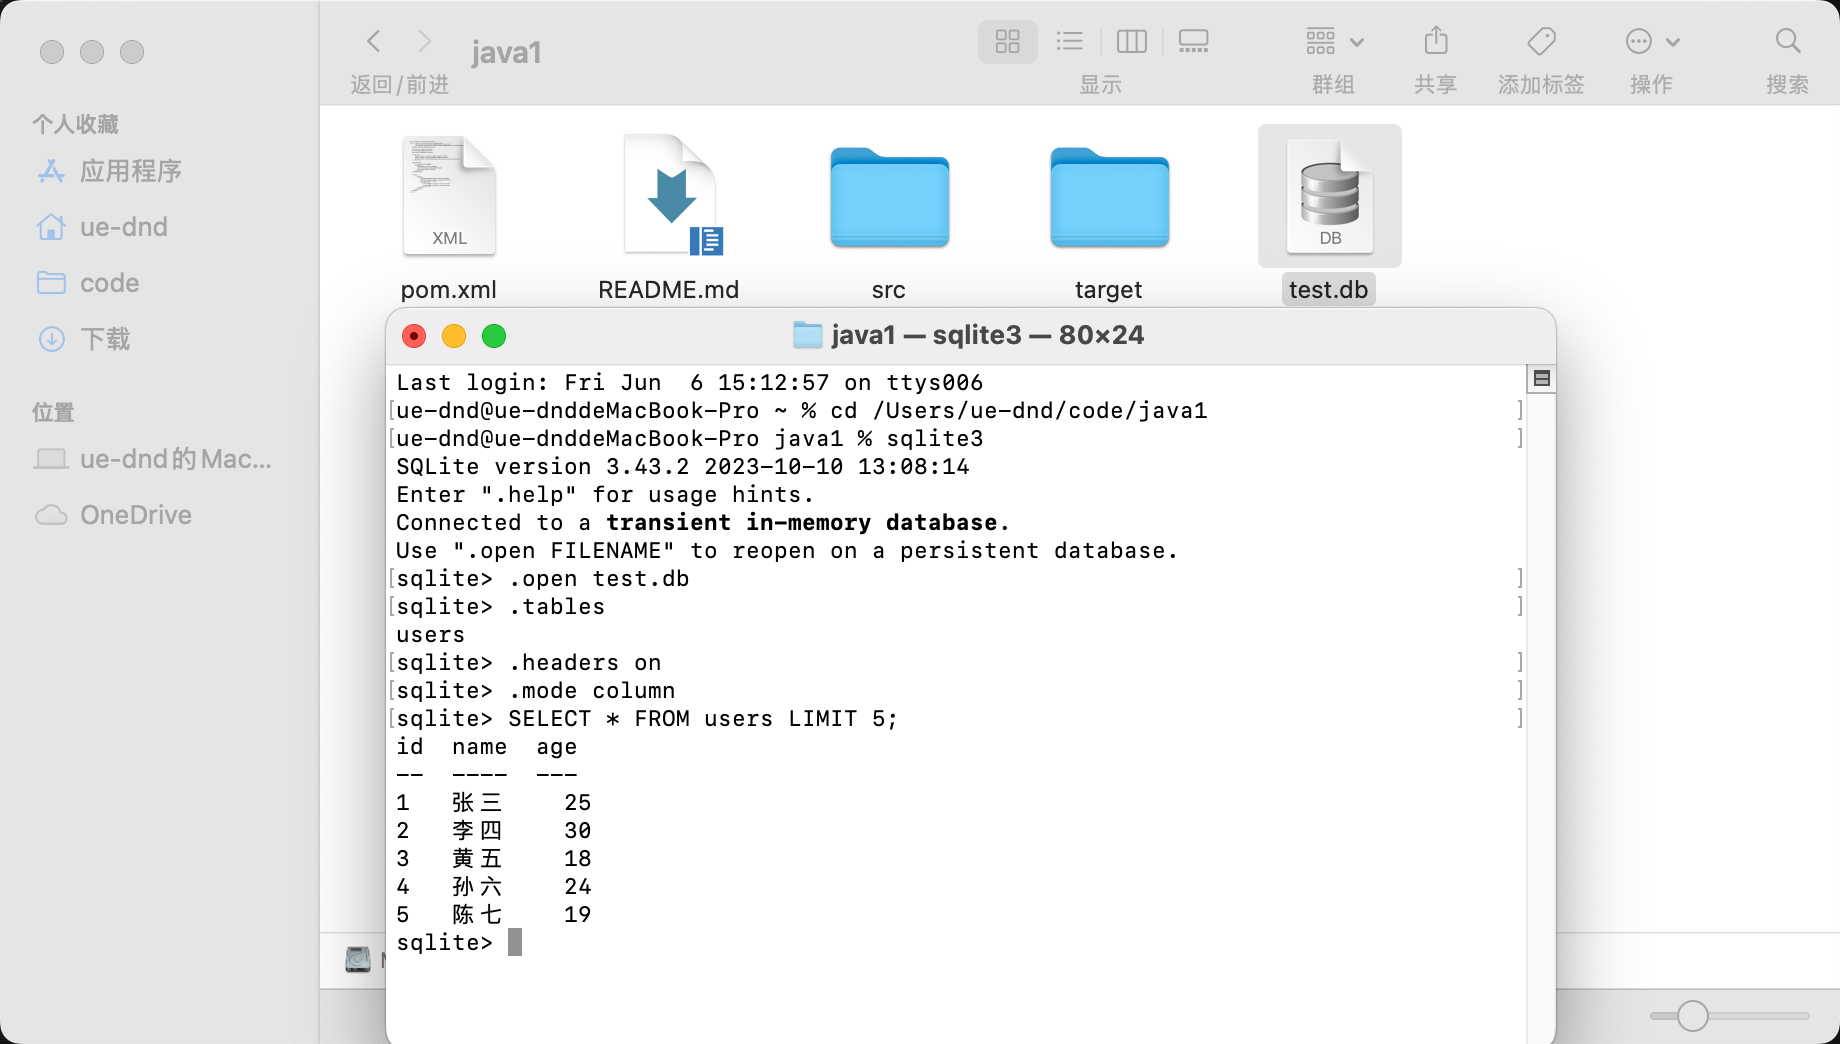 java1
返回/前进
显示
群组
共享
添加标签
操作
搜索
个人收藏
应用程序
ue-dnd
code
下载
位置
ue-dnd的Mac...
OneDrive
XML
DB
pom.xml
README.md
src
target
test.db
java1 — sqlite3 — 80×24
Last login: Fri Jun  6 15:12:57 on ttys006
ue-dnd@ue-dnddeMacBook-Pro ~ % cd /Users/ue-dnd/code/java1
ue-dnd@ue-dnddeMacBook-Pro java1 % sqlite3
SQLite version 3.43.2 2023-10-10 13:08:14
Enter ".help" for usage hints.
Connected to a transient in-memory database.
Use ".open FILENAME" to reopen on a persistent database.
sqlite> .open test.db
sqlite> .tables
users
sqlite> .headers on
sqlite> .mode column
sqlite> SELECT * FROM users LIMIT 5;
id  name  age
--  ----  ---
1   张三    25
2   李四    30
3   黄五    18
4   孙六    24
5   陈七    19
sqlite>